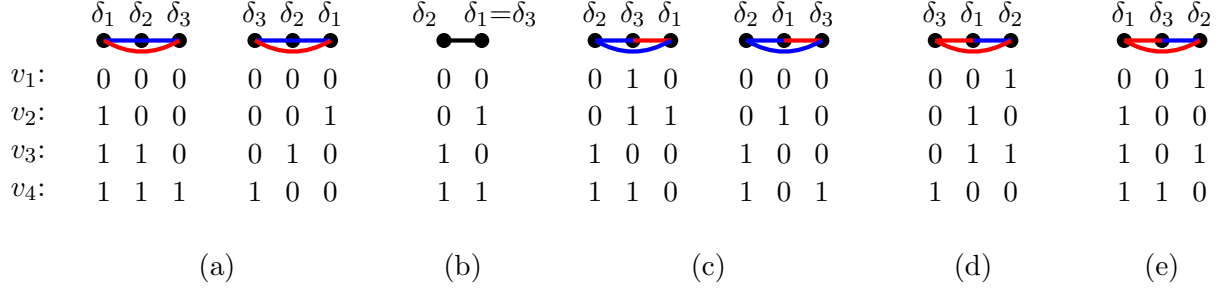 δ₁ δ₂ δ₃ δ₃ δ₂ δ₁ δ₂ δ₁=δ₃ δ₂ δ₃ δ₁ δ₂ δ₁ δ₃ δ₃ δ₁ δ₂ δ₁ δ₃ δ₂
v₁: 0 0 0 0 0 0 0 0 0 1 0 0 0 0 0 0 1 0 0 1
v₂: 1 0 0 0 0 1 0 1 0 1 1 0 1 0 0 1 0 1 0 0
v₃: 1 1 0 0 1 0 1 0 1 0 0 1 0 0 0 1 1 1 0 1
v₄: 1 1 1 1 0 0 1 1 1 1 0 1 0 1 1 0 0 1 1 0
(a) (b) (c) (d) (e)